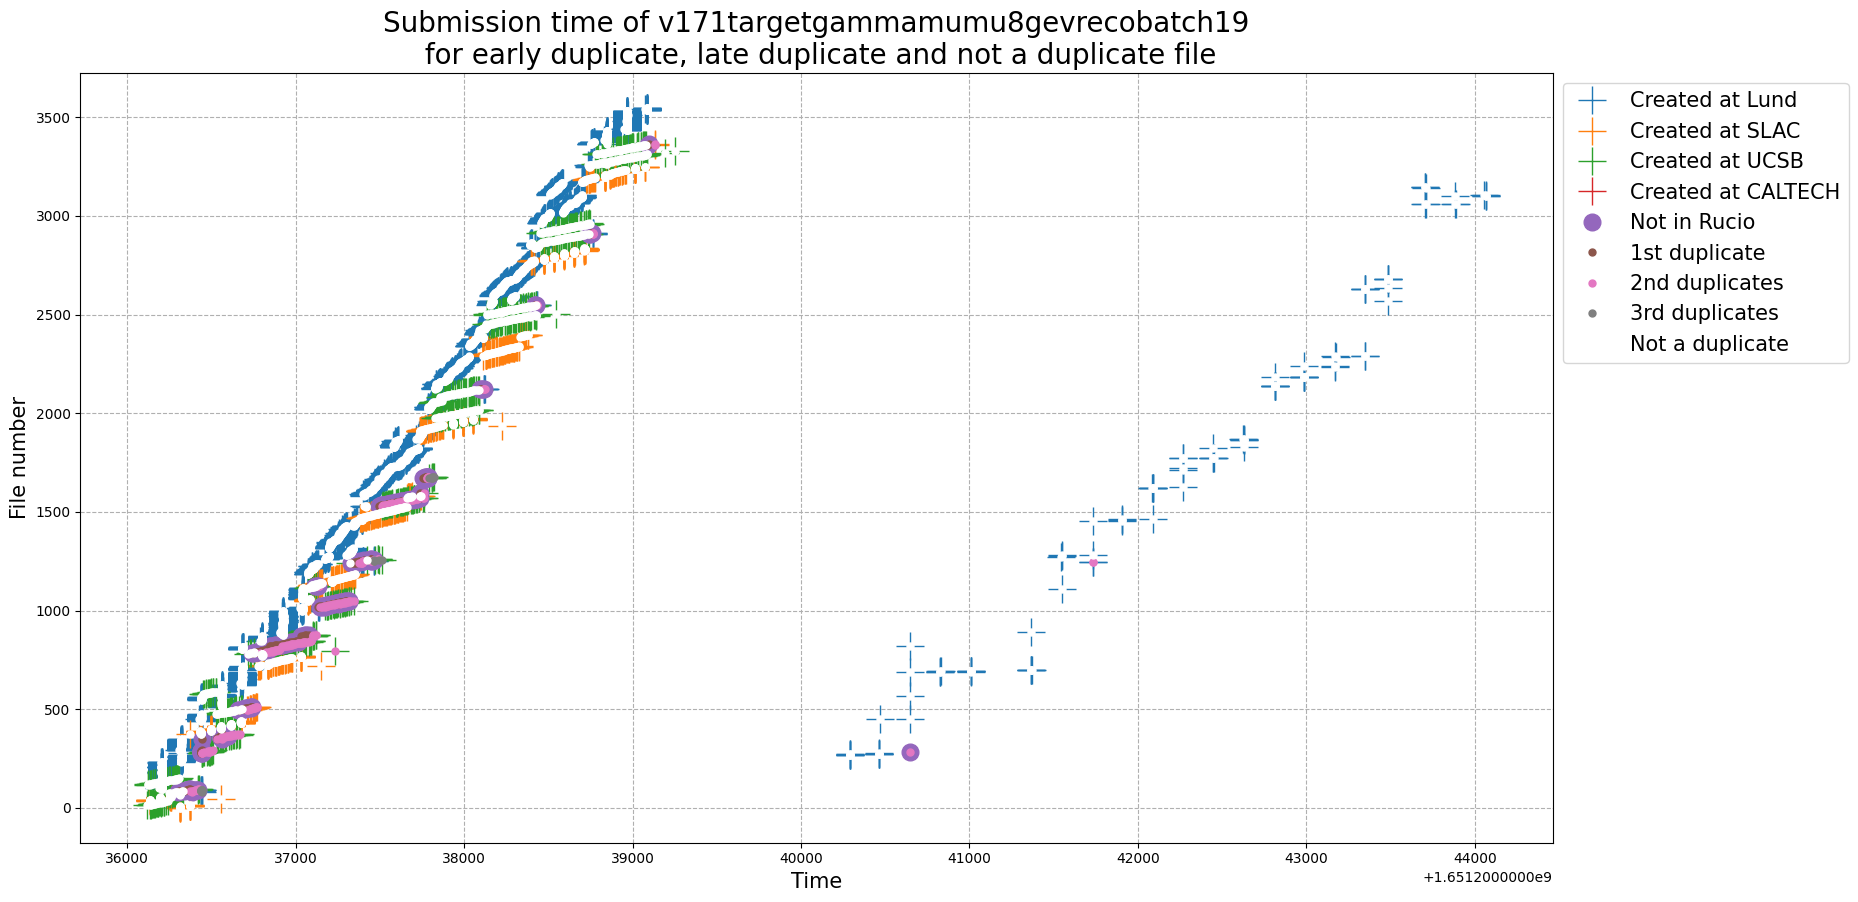 Submission time of v171targetgammamumu8gevrecobatch19
for early duplicate, late duplicate and not a duplicate file
File number
3500
3000
2500
2000
1500
1000
500
0
36000 37000 38000 39000 40000 41000 42000 43000 44000
Time
+1.6512000000e9
Created at Lund
Created at SLAC
Created at UCSB
Created at CALTECH
Not in Rucio
1st duplicate
2nd duplicates
3rd duplicates
Not a duplicate